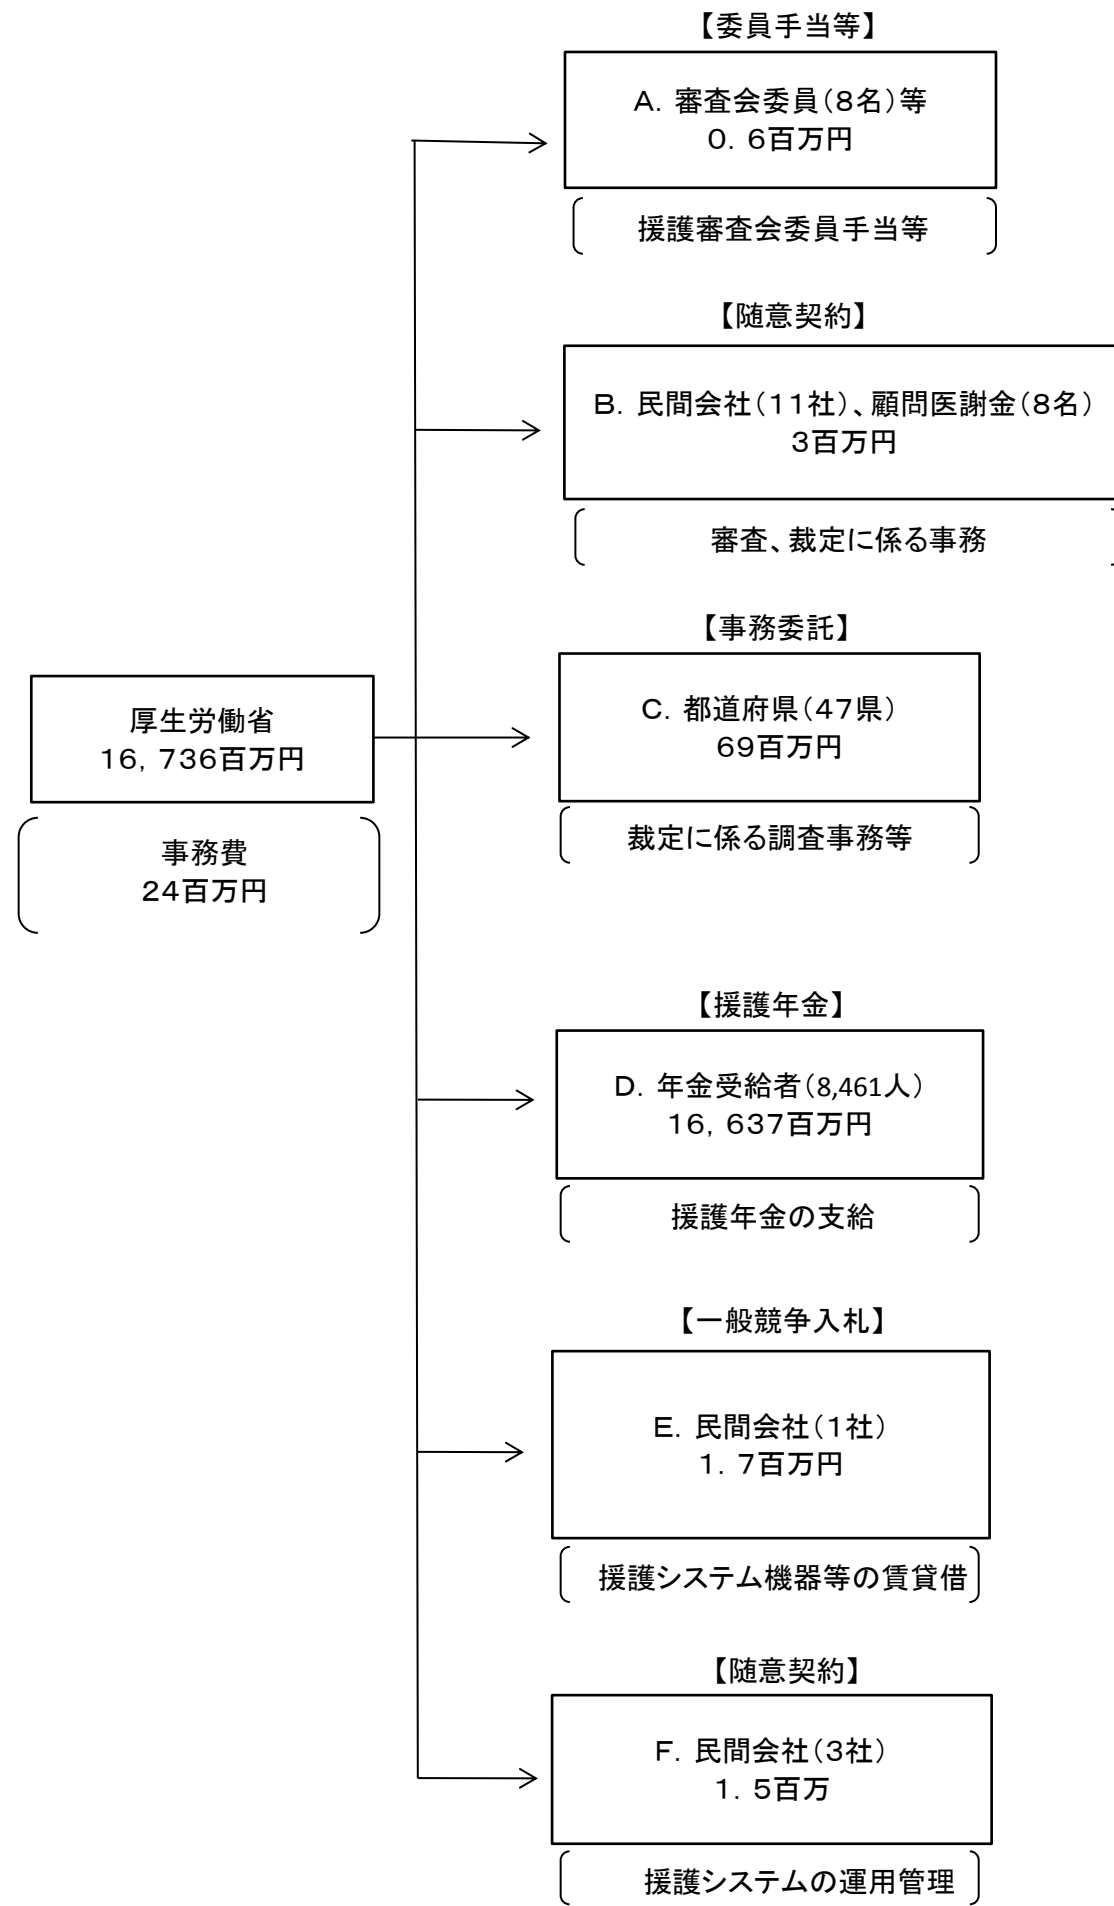 【委員手当等】
A. 審査会委員（８名）等
０．６百万円
援護審査会委員手当等
【随意契約】
B. 民間会社（１１社）、顧問医謝金（８名）
３百万円
審査、裁定に係る事務
【事務委託】
C. 都道府県（４７県）
６９百万円
裁定に係る調査事務等
厚生労働省
１６，７３６百万円
事務費
２４百万円
【援護年金】
D. 年金受給者（8,461人）
１６，６３７百万円
援護年金の支給
【一般競争入札】
E. 民間会社（１社）
１．７百万円
援護システム機器等の賃貸借
【随意契約】
F. 民間会社（３社）
１．５百万
援護システムの運用管理